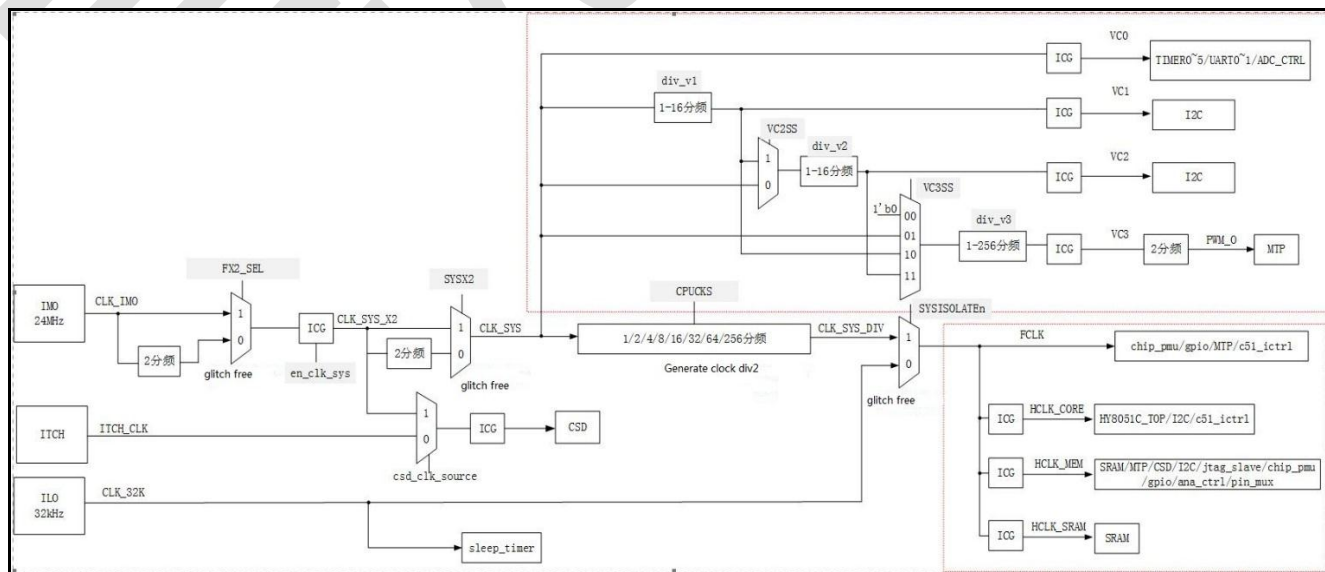 VC0
ICG
TIMER0~5/UART0~1/ADC_CTRL
div_v1
1-16分频
VC1
ICG
I2C
VC2SS
div_v2
1
0
1-16分频
VC2
ICG
I2C
VC3SS
1'b0
00
01
10
11
div_v3
1-256分频
VC3
ICG
2分频
PWM_O
MTP
FX2_SEL
SYSX2
CPUCKS
SYSISOLATEn
IMO
24MHz
CLK_IMO
2分频
1
0
glitch free
ICG
en_clk_sys
CLK_SYS_X2
2分频
1
0
glitch free
CLK_SYS
1/2/4/8/16/32/64/256分频
Generate clock div2
CLK_SYS_DIV
1
0
glitch free
FCLK
chip_pmu/gpio/MTP/c51_ictrl
ITCH
ITCH_CLK
1
0
csd_clk_source
ICG
CSD
ICG
HCLK_CORE
HY8051C_TOP/I2C/c51_ictrl
ICG
HCLK_MEM
SRAM/MTP/CSD/I2C/jtag_slave/chip_pmu
/gpio/ana_ctrl/pin_mux
ILO
32kHz
CLK_32K
sleep_timer
ICG
HCLK_SRAM
SRAM